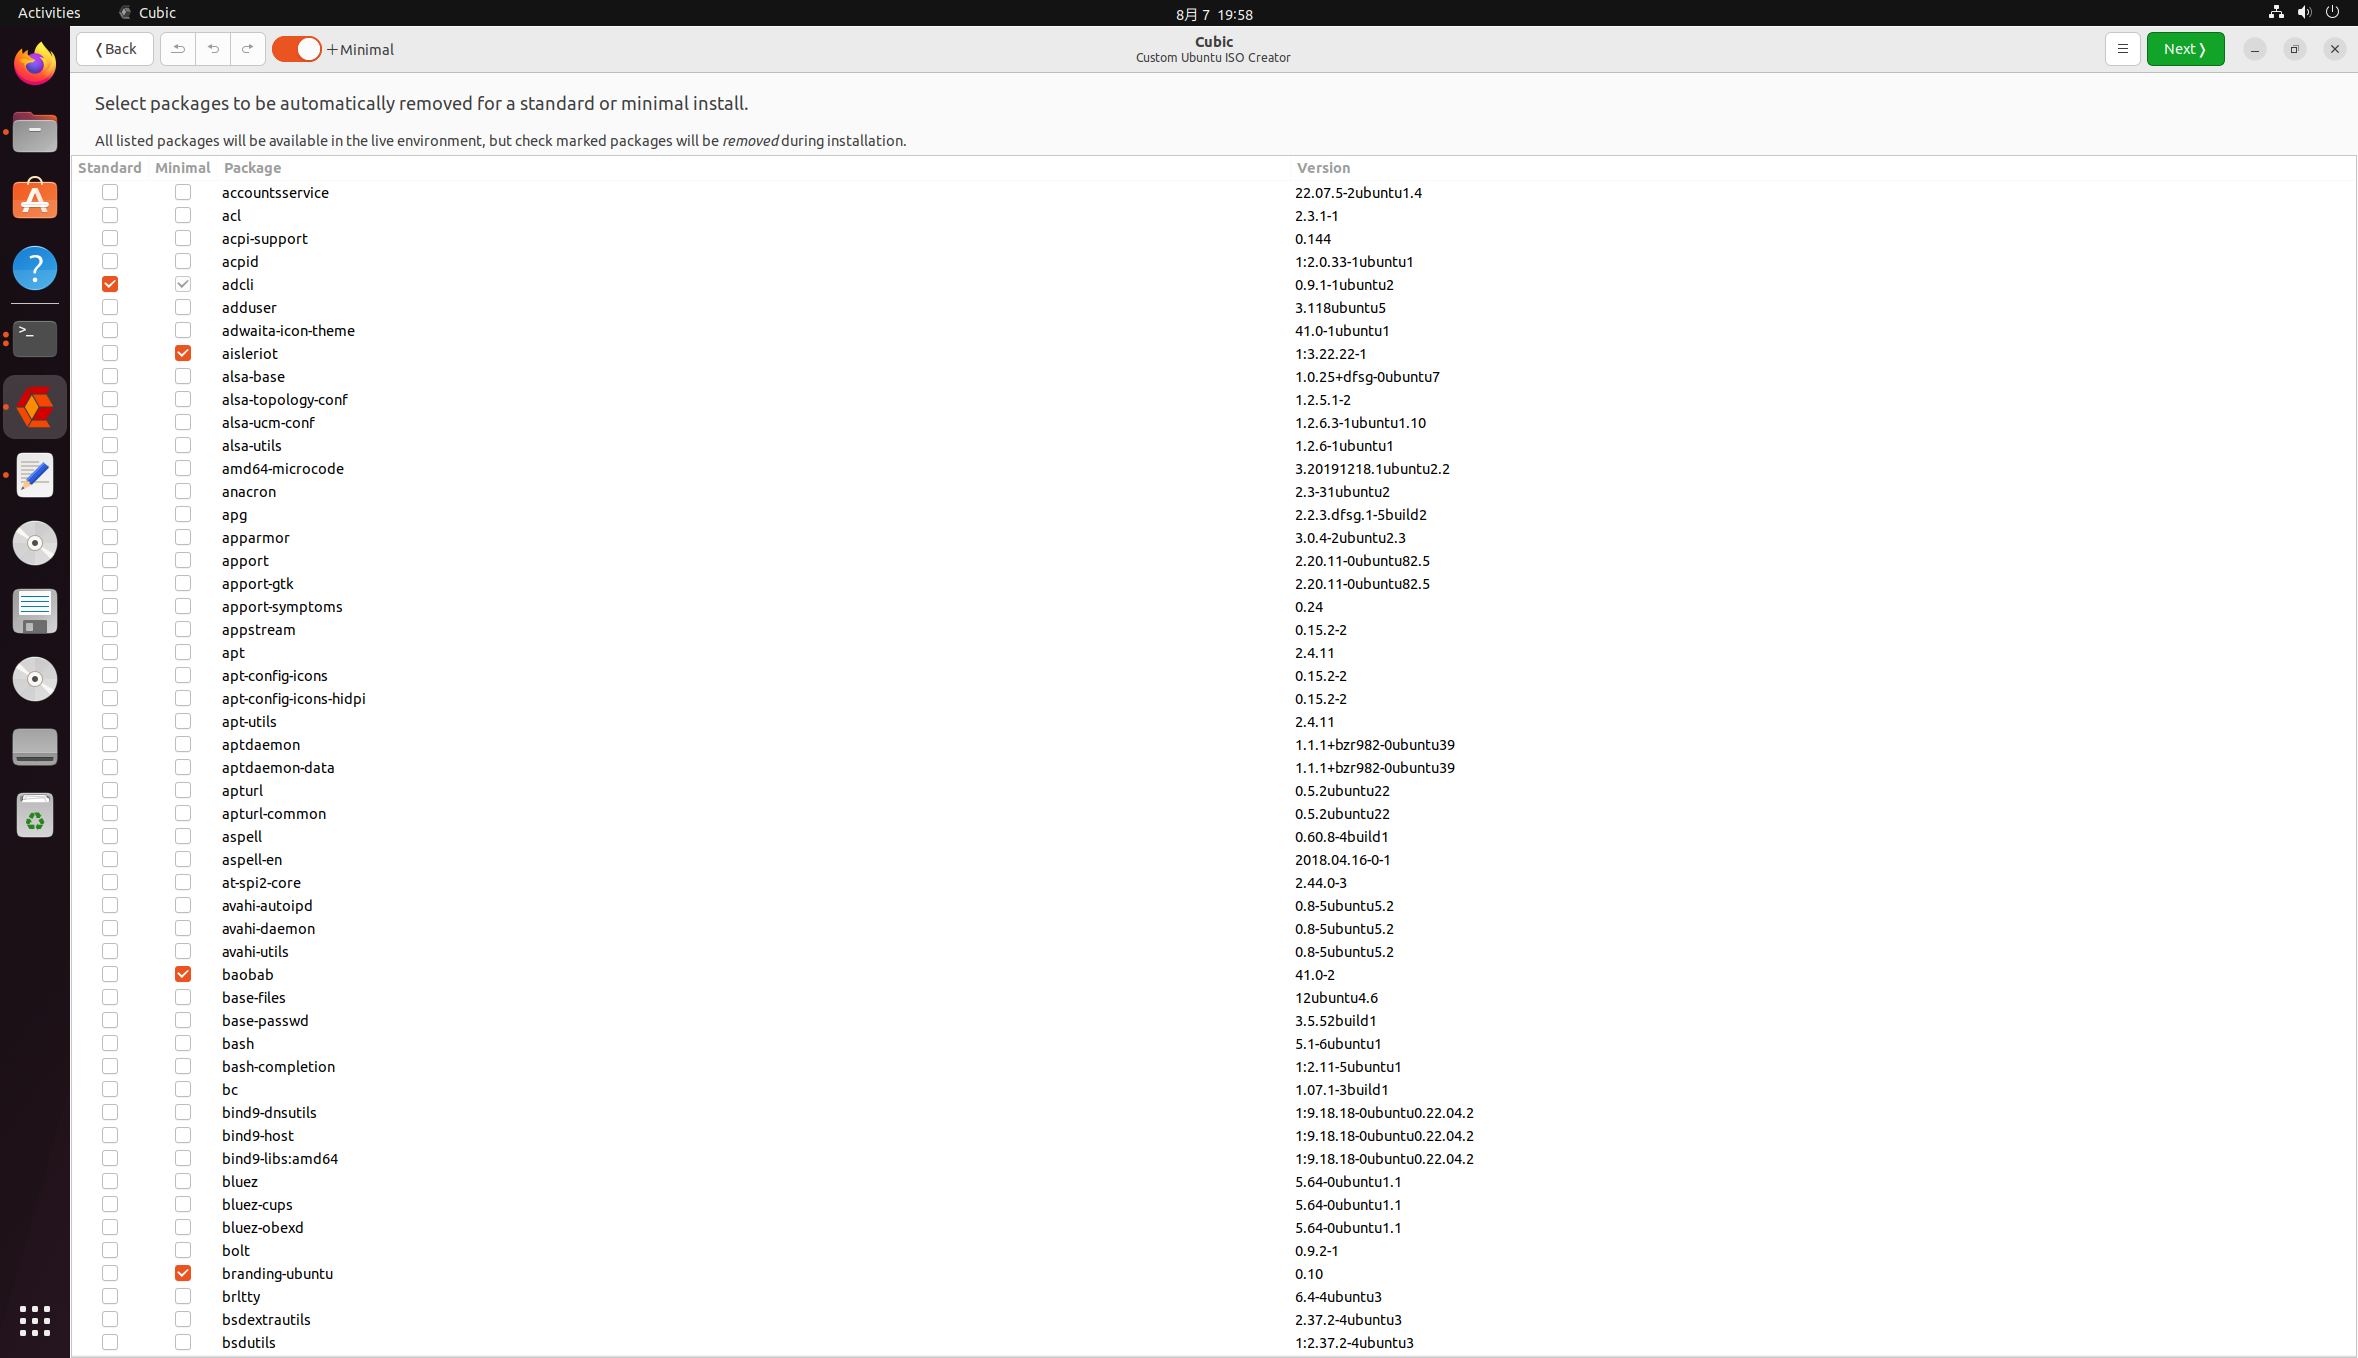 Activities Cubic 8月 7 19:58
❬Back +Minimal Cubic Next❭
Custom Ubuntu ISO Creator
Select packages to be automatically removed for a standard or minimal install.
All listed packages will be available in the live environment, but check marked packages will be removed during installation.
Standard Minimal Package Version
accountsservice 22.07.5-2ubuntu1.4
acl 2.3.1-1
acpi-support 0.144
acpid 1:2.0.33-1ubuntu1
adcli 0.9.1-1ubuntu2
adduser 3.118ubuntu5
adwaita-icon-theme 41.0-1ubuntu1
aisleriot 1:3.22.22-1
alsa-base 1.0.25+dfsg-0ubuntu7
alsa-topology-conf 1.2.5.1-2
alsa-ucm-conf 1.2.6.3-1ubuntu1.10
alsa-utils 1.2.6-1ubuntu1
amd64-microcode 3.20191218.1ubuntu2.2
anacron 2.3-31ubuntu2
apg 2.2.3.dfsg.1-5build2
apparmor 3.0.4-2ubuntu2.3
apport 2.20.11-0ubuntu82.5
apport-gtk 2.20.11-0ubuntu82.5
apport-symptoms 0.24
appstream 0.15.2-2
apt 2.4.11
apt-config-icons 0.15.2-2
apt-config-icons-hidpi 0.15.2-2
apt-utils 2.4.11
aptdaemon 1.1.1+bzr982-0ubuntu39
aptdaemon-data 1.1.1+bzr982-0ubuntu39
apturl 0.5.2ubuntu22
apturl-common 0.5.2ubuntu22
aspell 0.60.8-4build1
aspell-en 2018.04.16-0-1
at-spi2-core 2.44.0-3
avahi-autoipd 0.8-5ubuntu5.2
avahi-daemon 0.8-5ubuntu5.2
avahi-utils 0.8-5ubuntu5.2
baobab 41.0-2
base-files 12ubuntu4.6
base-passwd 3.5.52build1
bash 5.1-6ubuntu1
bash-completion 1:2.11-5ubuntu1
bc 1.07.1-3build1
bind9-dnsutils 1:9.18.18-0ubuntu0.22.04.2
bind9-host 1:9.18.18-0ubuntu0.22.04.2
bind9-libs:amd64 1:9.18.18-0ubuntu0.22.04.2
bluez 5.64-0ubuntu1.1
bluez-cups 5.64-0ubuntu1.1
bluez-obexd 5.64-0ubuntu1.1
bolt 0.9.2-1
branding-ubuntu 0.10
brltty 6.4-4ubuntu3
bsdextrautils 2.37.2-4ubuntu3
bsdutils 1:2.37.2-4ubuntu3